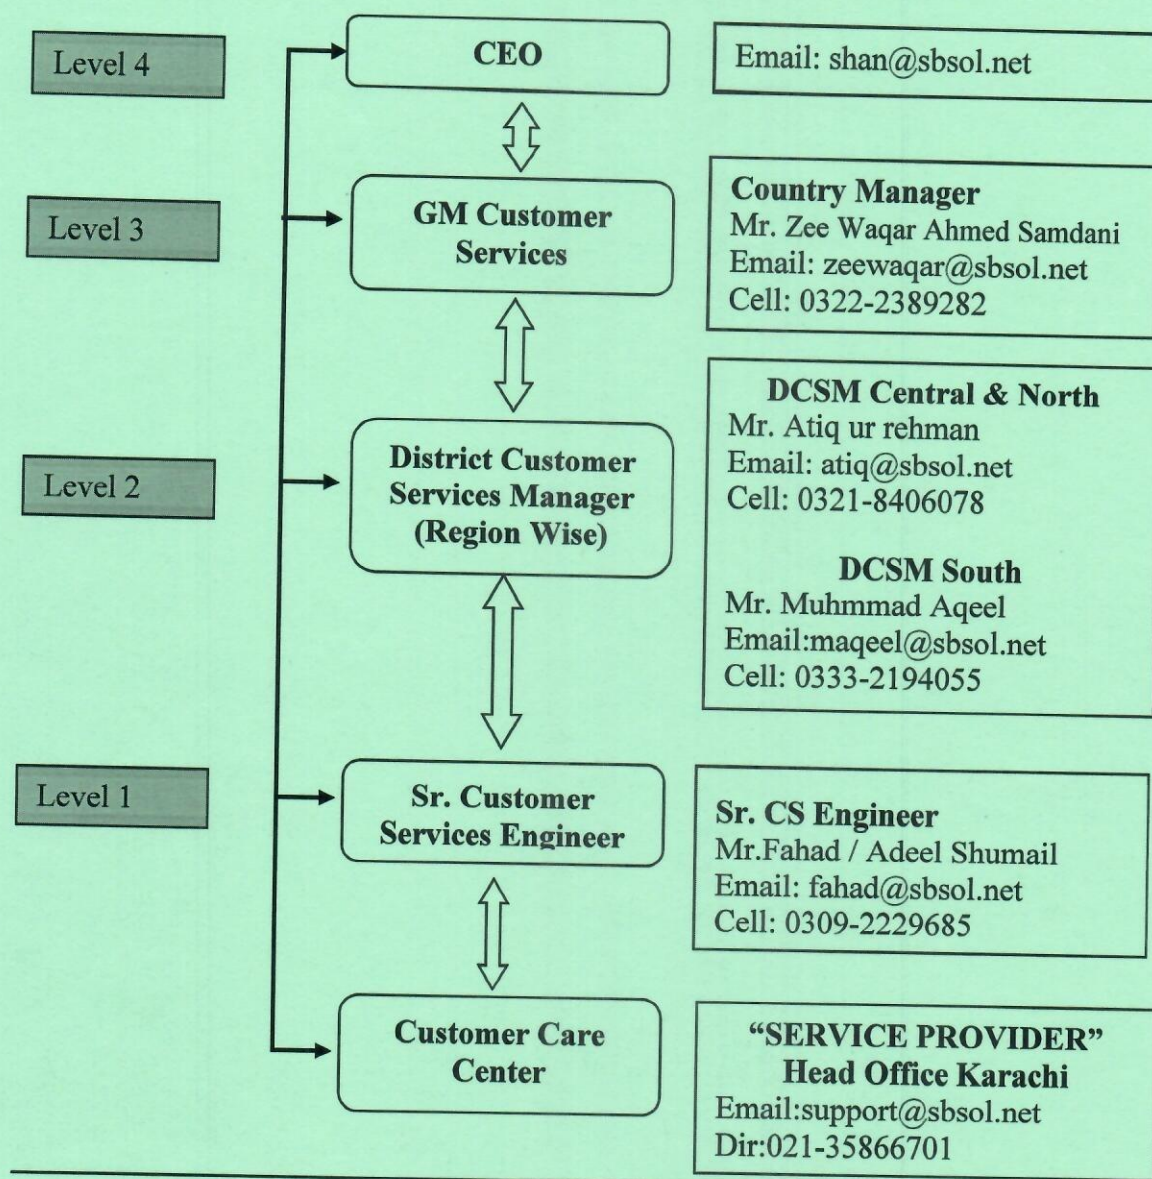 Level 4
CEO
Email: shan@sbsol.net
Level 3
GM Customer
Services
Country Manager
Mr. Zee Waqar Ahmed Samdani
Email: zeewaqar@sbsol.net
Cell: 0322-2389282
Level 2
District Customer
Services Manager
(Region Wise)
DCSM Central & North
Mr. Atiq ur rehman
Email: atiq@sbsol.net
Cell: 0321-8406078
DCSM South
Mr. Muhmmad Aqeel
Email:maqeel@sbsol.net
Cell: 0333-2194055
Level 1
Sr. Customer
Services Engineer
Sr. CS Engineer
Mr.Fahad / Adeel Shumail
Email: fahad@sbsol.net
Cell: 0309-2229685
Customer Care
Center
“SERVICE PROVIDER”
Head Office Karachi
Email:support@sbsol.net
Dir:021-35866701